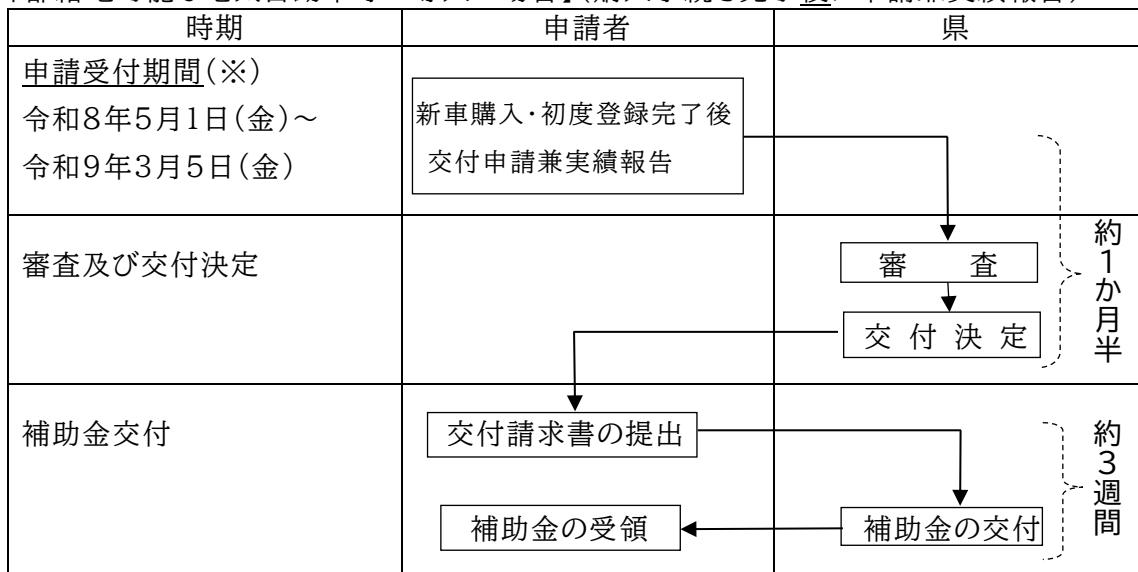 時期 申請者 県
申請受付期間(※)
令和8年5月1日(金)～
令和9年3月5日(金)
新車購入・初度登録完了後
交付申請兼実績報告
約1か月半
審査及び交付決定
審 査
交 付 決 定
補助金交付
交付請求書の提出
約3週間
補助金の受領
補助金の交付